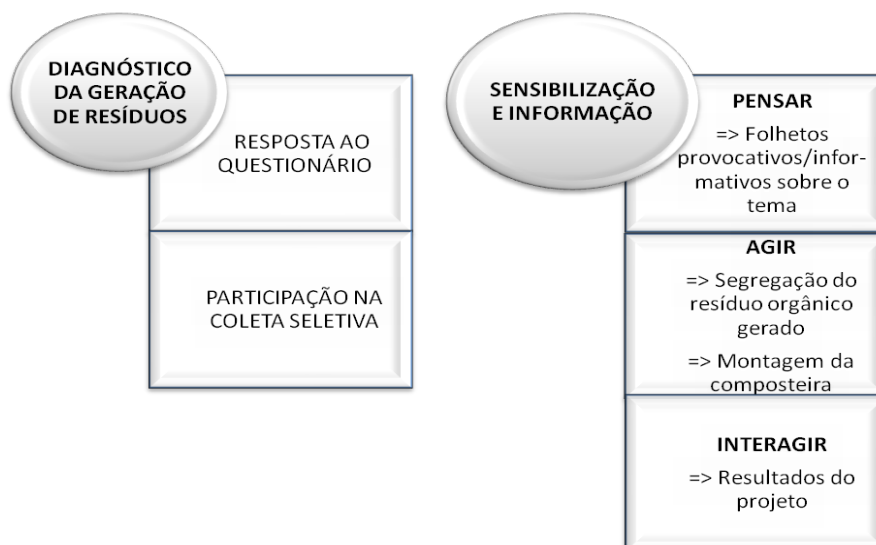 DIAGNÓSTICO
DA GERAÇÃO
DE RESÍDUOS
RESPOSTA AO
QUESTIONÁRIO
PARTICIPAÇÃO NA
COLETA SELETIVA
SENSIBILIZAÇÃO
E INFORMAÇÃO
PENSAR
=> Folhetos
provocativos/infor-
mativos sobre o
tema
AGIR
=> Segregação do
resíduo orgânico
gerado
=> Montagem da
composteira
INTERAGIR
=> Resultados do
projeto